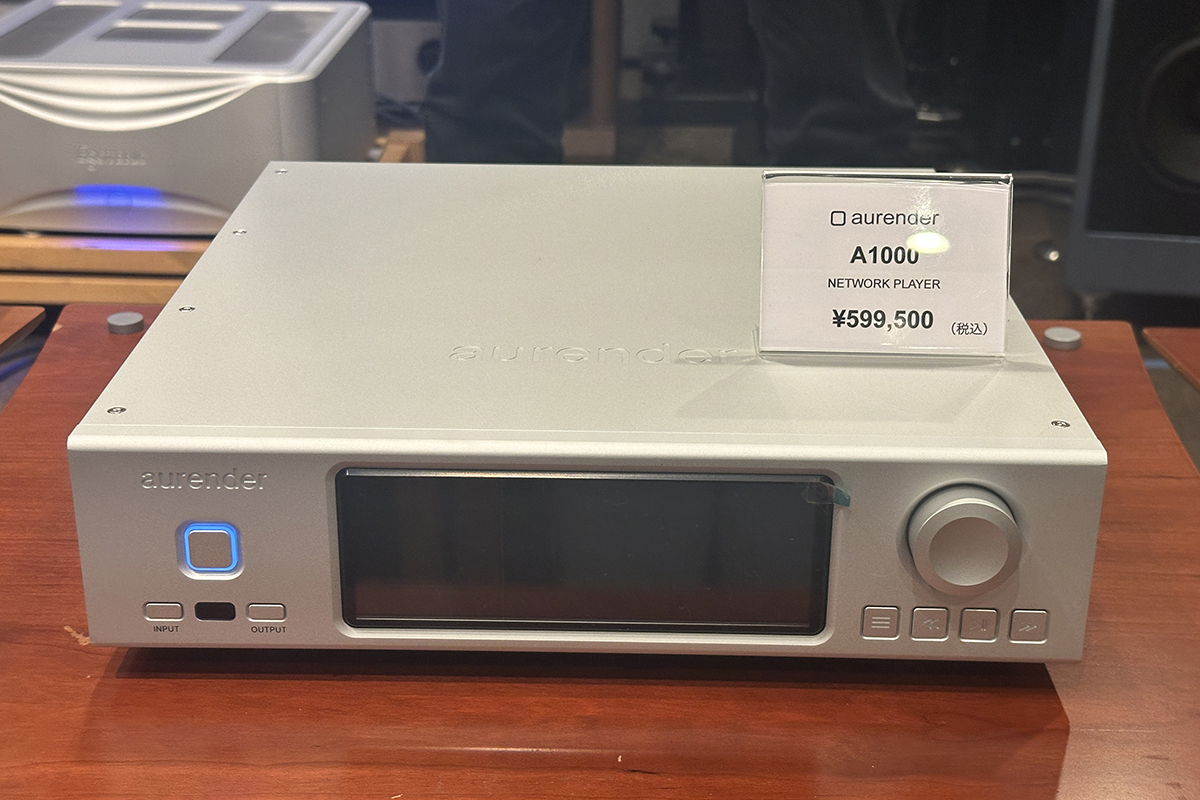 aurender
A1000
NETWORK PLAYER
¥599,500 (税込)
aurender
aurender
INPUT
OUTPUT